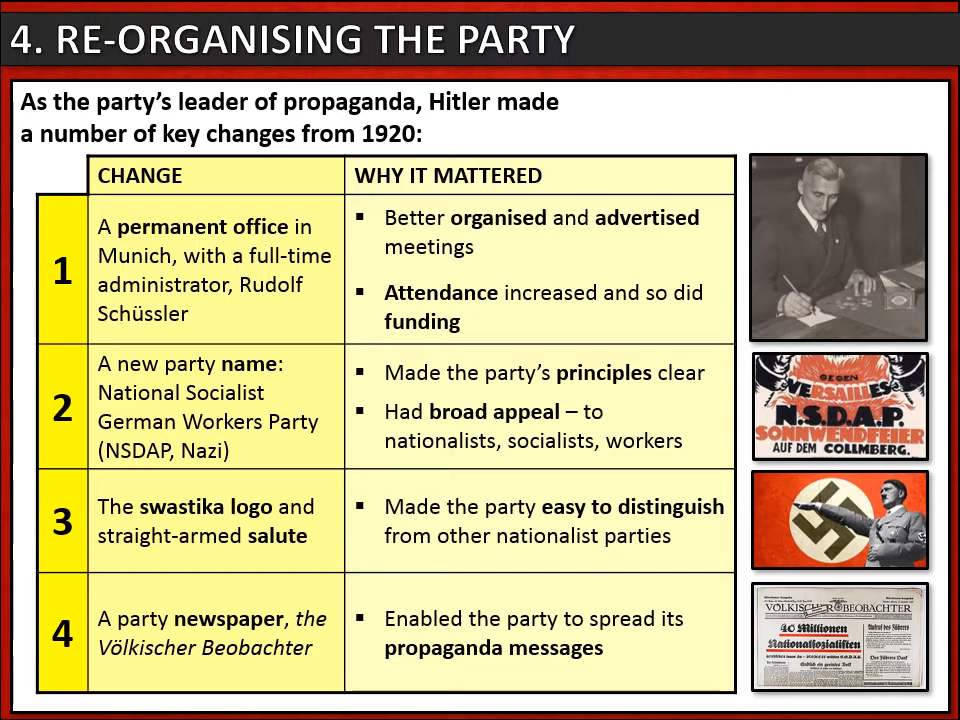 4. RE-ORGANISING THE PARTY
As the party's leader of propaganda, Hitler made
a number of key changes from 1920:
CHANGE
WHY IT MATTERED
1
A permanent office in
Munich, with a full-time
administrator, Rudolf
Schüssler
▪ Better organised and advertised
meetings
▪ Attendance increased and so did
funding
2
A new party name:
National Socialist
German Workers Party
(NSDAP, Nazi)
▪ Made the party's principles clear
▪ Had broad appeal – to
nationalists, socialists, workers
GEGEN
VERSAILLES
N.S.D.A.P.
SONNWENDFEIER
AUF DEM COLLMBERG.
3
The swastika logo and
straight-armed salute
▪ Made the party easy to distinguish
from other nationalist parties
4
A party newspaper, the
Völkischer Beobachter
▪ Enabled the party to spread its
propaganda messages
VÖLKISCHER BEOBACHTER
40 Millionen
Nationalsozialisten
Aufruf des Führers